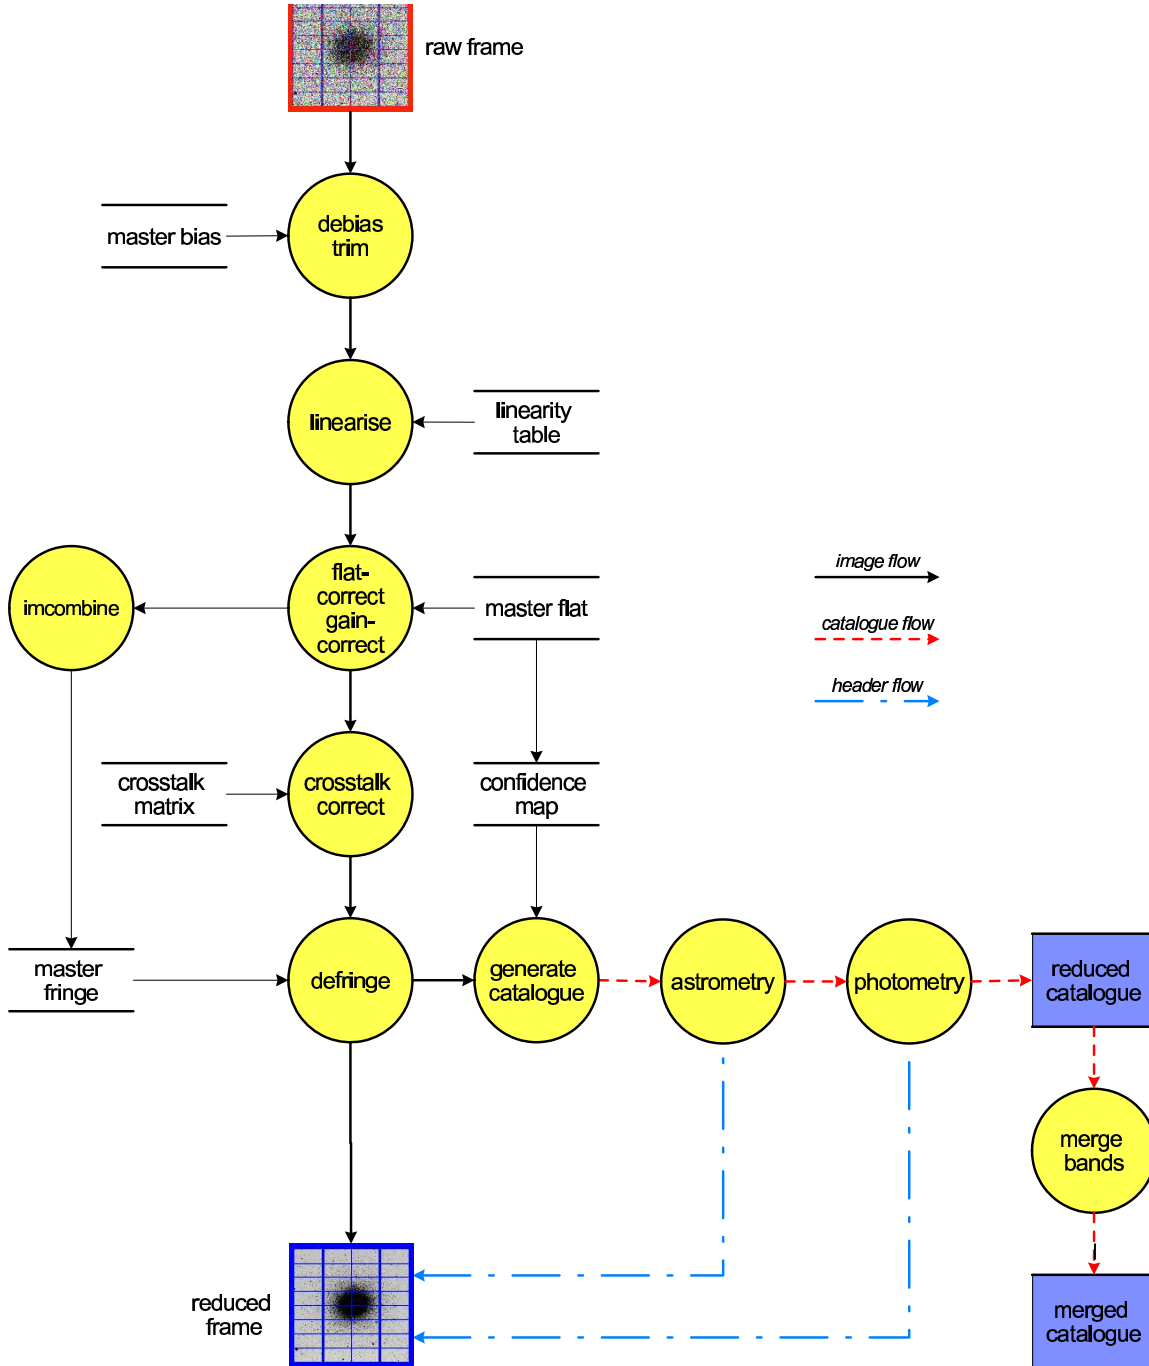 raw frame
debias
trim
master bias
linearise
linearity
table
imcombine
flat-
correct
gain-
correct
master flat
image flow
catalogue flow
header flow
crosstalk
matrix
crosstalk
correct
confidence
map
master
fringe
defringe
generate
catalogue
astrometry
photometry
reduced
catalogue
merge
bands
reduced
frame
merged
catalogue